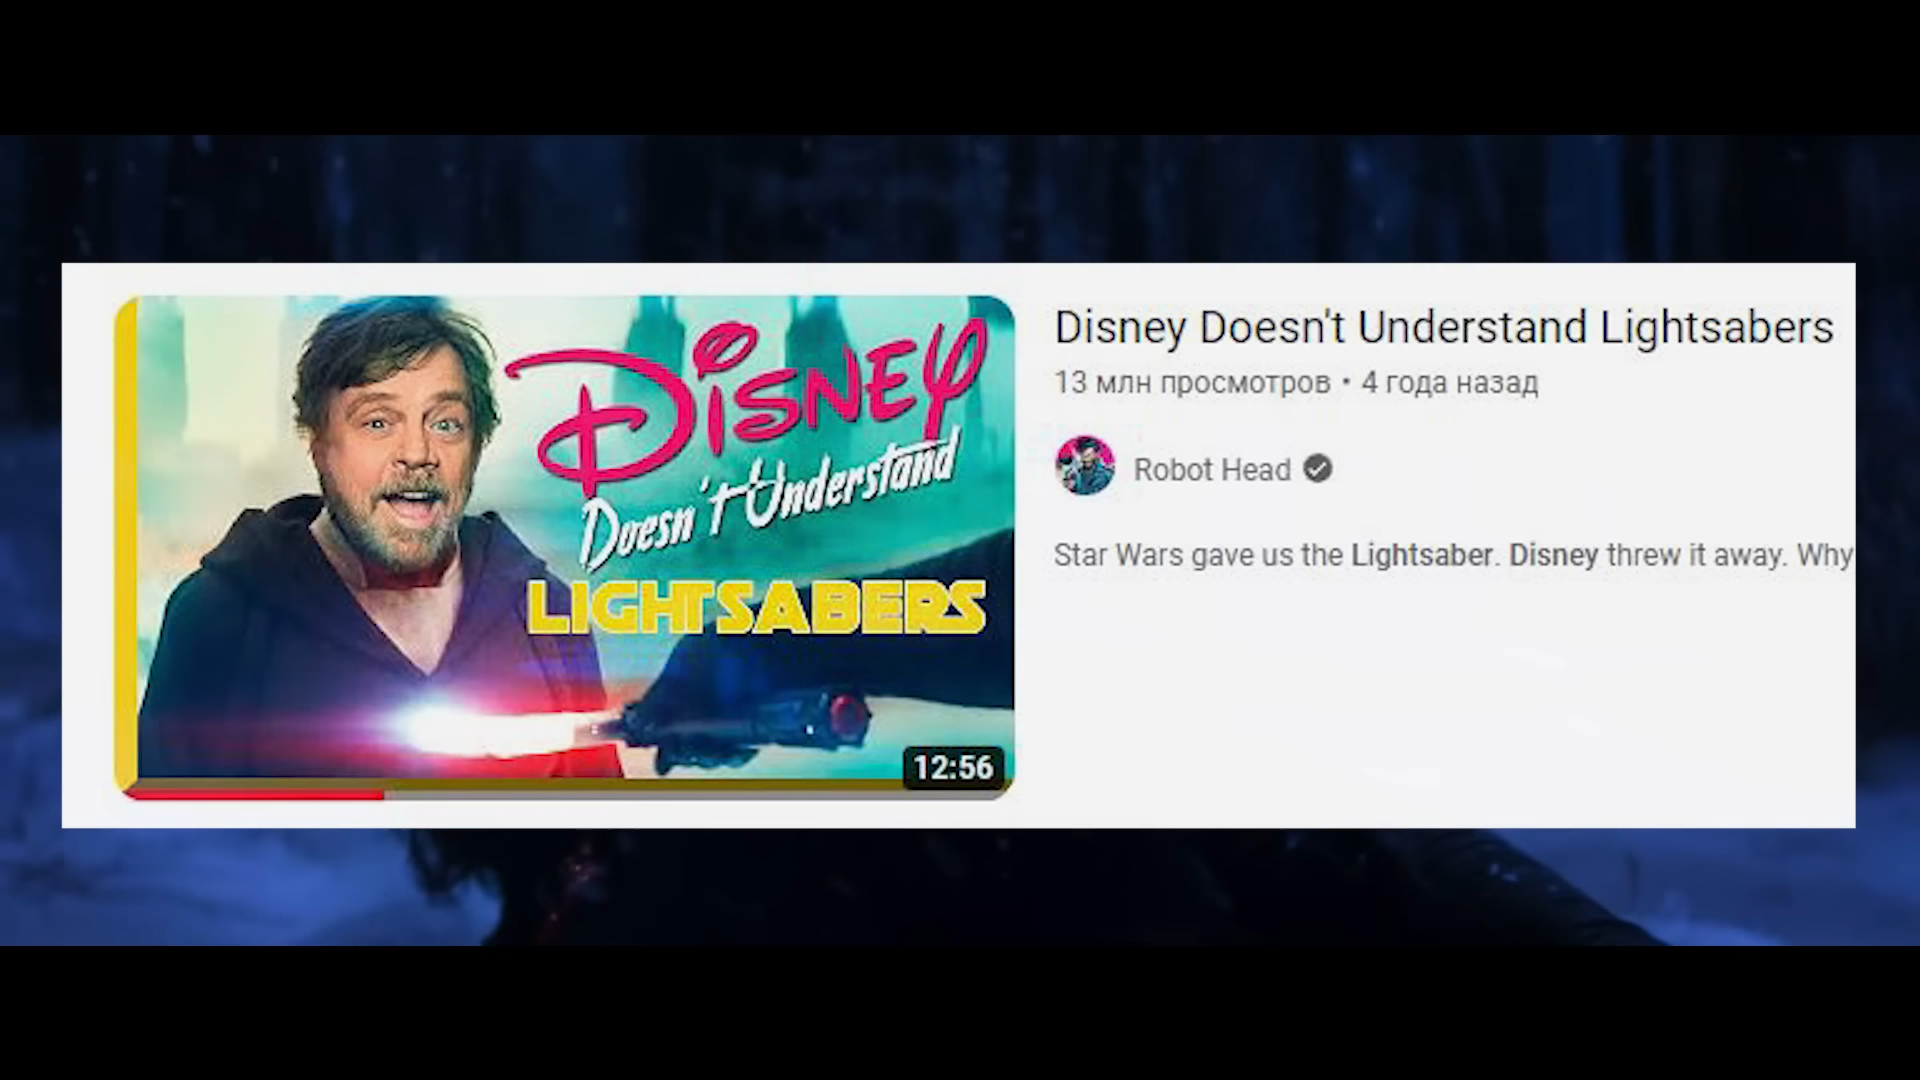 DiSNEY
Doesn't Understand
LIGHTSABERS
12:56
Disney Doesn't Understand Lightsabers
13 млн просмотров • 4 года назад
Robot Head
Star Wars gave us the Lightsaber. Disney threw it away. Why